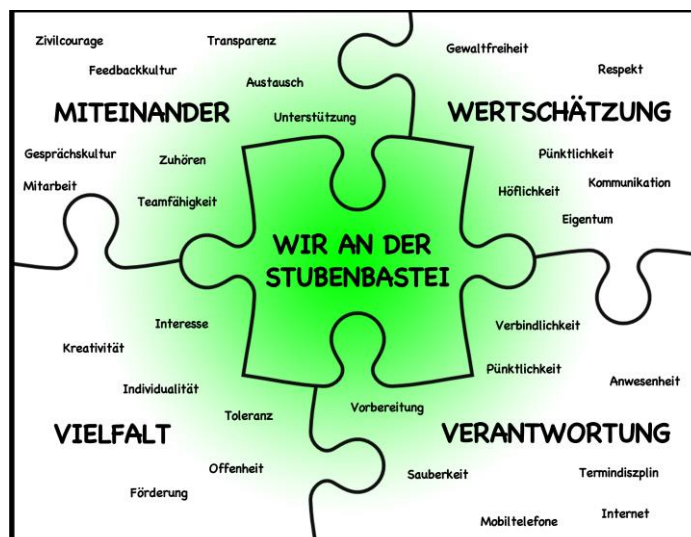 Zivilcourage
Transparenz
Feedbackkultur
Austausch
MITEINANDER
Unterstützung
Gesprächskultur
Zuhören
Mitarbeit
Teamfähigkeit
Gewaltfreiheit
Respekt
WERTSCHÄTZUNG
Pünktlichkeit
Kommunikation
Höflichkeit
Eigentum
WIR AN DER
STUBENBASTEI
Interesse
Kreativität
Individualität
Toleranz
VIELFALT
Offenheit
Förderung
Verbindlichkeit
Pünktlichkeit
Anwesenheit
Vorbereitung
VERANTWORTUNG
Sauberkeit
Termindiszplin
Internet
Mobiltelefone